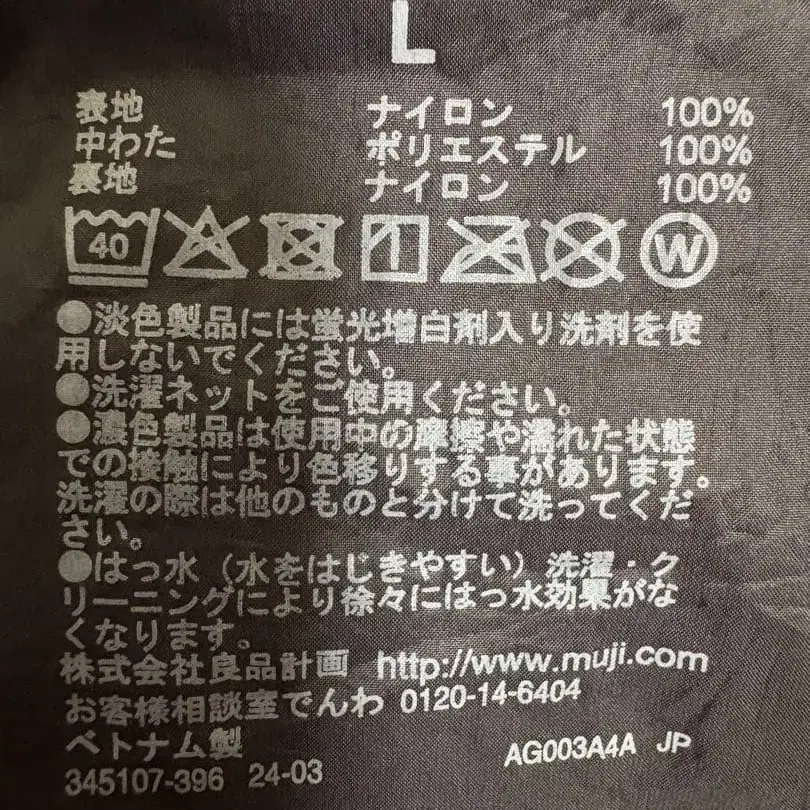 L
表地 ナイロン 100%
中わた ポリエステル 100%
裏地 ナイロン 100%
40 W
●淡色製品には蛍光増白剤入り洗剤を使
用しないでください。
●洗濯ネットをご使用ください。
●濃色製品は使用中の摩擦や濡れた状態
での接触により色移りする事があります。
洗濯の際は他のものと分けて洗ってくだ
さい。
●はっ水（水をはじきやすい）洗濯・ク
リーニングにより徐々にはっ水効果がな
くなります。
株式会社良品計画 http://www.muji.com
お客様相談室でんわ 0120-14-6404
ベトナム製
AG003A4A JP
345107-396 24-03